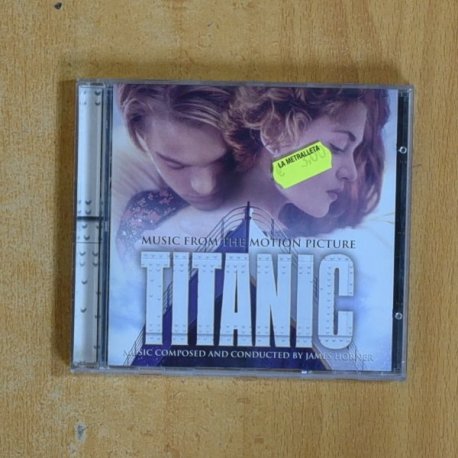 LA METRALLETA
MUSIC FROM THE MOTION PICTURE
TITANIC
MUSIC COMPOSED AND CONDUCTED BY JAMES HORNER